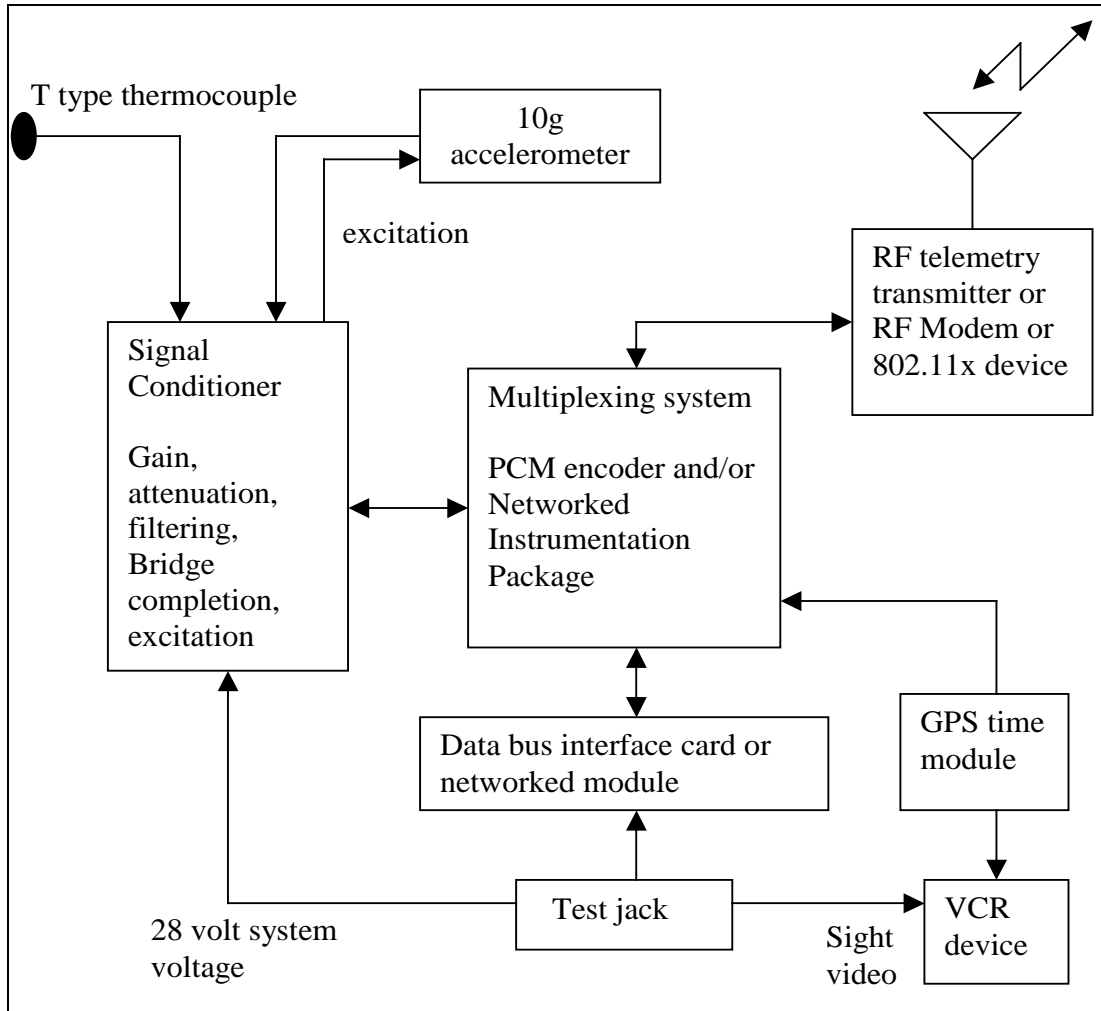 T type thermocouple
10g
accelerometer
excitation
RF telemetry
transmitter or
RF Modem or
802.11x device
Signal
Conditioner
Gain,
attenuation,
filtering,
Bridge
completion,
excitation
Multiplexing system
PCM encoder and/or
Networked
Instrumentation
Package
GPS time
module
Data bus interface card or
networked module
Test jack
28 volt system
voltage
Sight
video
VCR
device